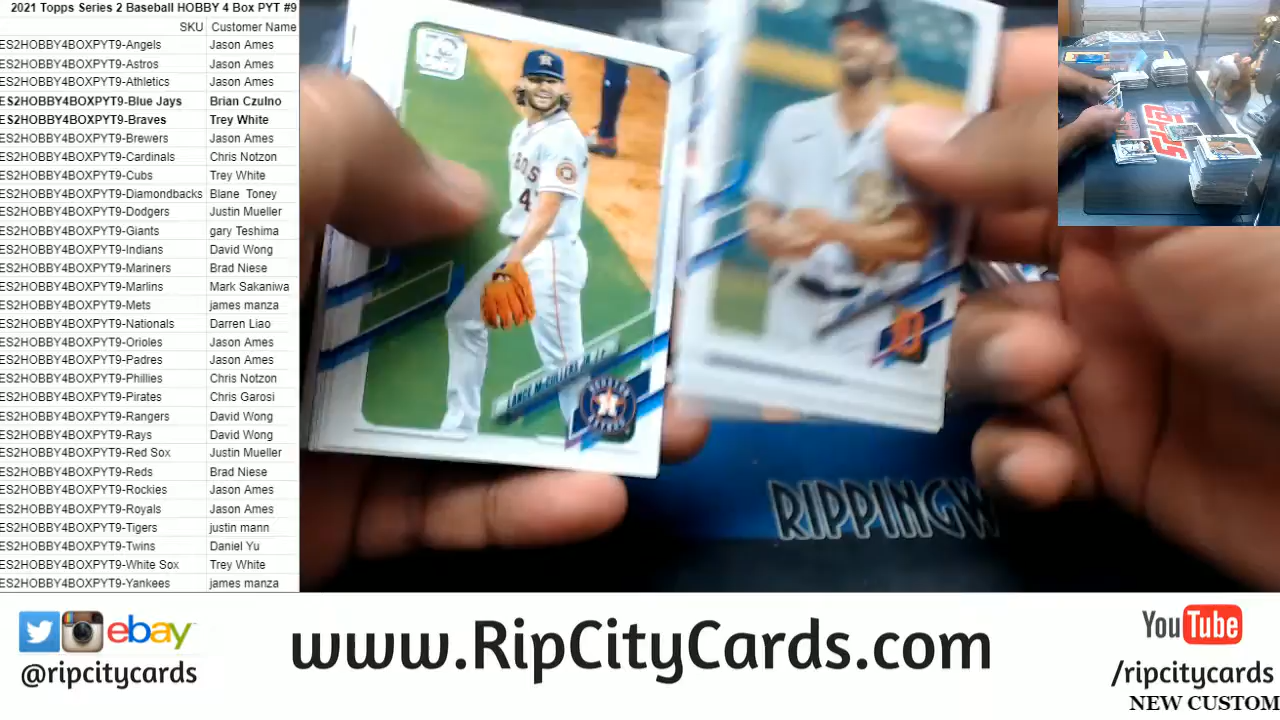 2021 Topps Series 2 Baseball HOBBY 4 Box PYT #9
SKU Customer Name
ES2HOBBY4BOXPYT9-Angels Jason Ames
ES2HOBBY4BOXPYT9-Astros Jason Ames
ES2HOBBY4BOXPYT9-Athletics Jason Ames
ES2HOBBY4BOXPYT9-Blue Jays Brian Czulno
ES2HOBBY4BOXPYT9-Braves Trey White
ES2HOBBY4BOXPYT9-Brewers Jason Ames
ES2HOBBY4BOXPYT9-Cardinals Chris Notzon
ES2HOBBY4BOXPYT9-Cubs Trey White
ES2HOBBY4BOXPYT9-Diamondbacks Blane Toney
ES2HOBBY4BOXPYT9-Dodgers Justin Mueller
ES2HOBBY4BOXPYT9-Giants gary Teshima
ES2HOBBY4BOXPYT9-Indians David Wong
ES2HOBBY4BOXPYT9-Mariners Brad Niese
ES2HOBBY4BOXPYT9-Marlins Mark Sakaniwa
ES2HOBBY4BOXPYT9-Mets james manza
ES2HOBBY4BOXPYT9-Nationals Darren Liao
ES2HOBBY4BOXPYT9-Orioles Jason Ames
ES2HOBBY4BOXPYT9-Padres Jason Ames
ES2HOBBY4BOXPYT9-Phillies Chris Notzon
ES2HOBBY4BOXPYT9-Pirates Chris Garosi
ES2HOBBY4BOXPYT9-Rangers David Wong
ES2HOBBY4BOXPYT9-Rays David Wong
ES2HOBBY4BOXPYT9-Red Sox Justin Mueller
ES2HOBBY4BOXPYT9-Reds Brad Niese
ES2HOBBY4BOXPYT9-Rockies Jason Ames
ES2HOBBY4BOXPYT9-Royals Jason Ames
ES2HOBBY4BOXPYT9-Tigers justin mann
ES2HOBBY4BOXPYT9-Twins Daniel Yu
ES2HOBBY4BOXPYT9-White Sox Trey White
ES2HOBBY4BOXPYT9-Yankees james manza
LANCE McCULLERS JR.
HOUSTON
ASTROS
RIPPINGW
ebay
@ripcitycards
www.RipCityCards.com
YouTube
/ripcitycards
NEW CUSTOM